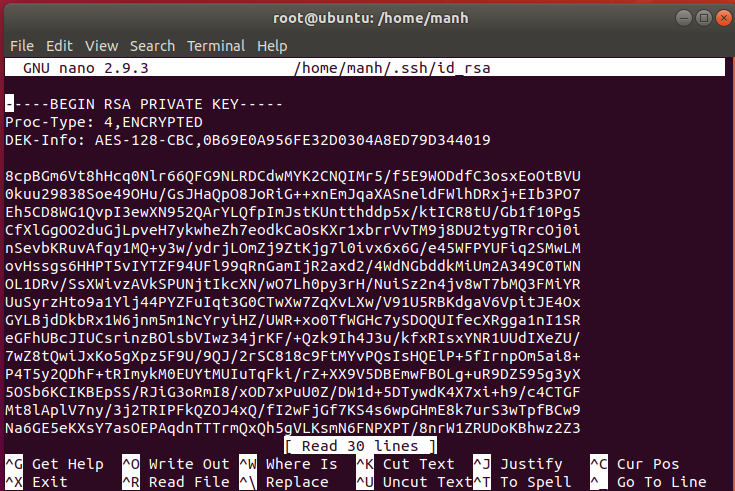 root@ubuntu: /home/manh
File Edit View Search Terminal Help
GNU nano 2.9.3 /home/manh/.ssh/id_rsa
-----BEGIN RSA PRIVATE KEY-----
Proc-Type: 4,ENCRYPTED
DEK-Info: AES-128-CBC,0B69E0A956FE32D0304A8ED79D344019
8cpBGm6Vt8hHcq0Nlr66QFG9NLRDCdwMYK2CNQIMr5/f5E9WODdfC3osxEoOtBVU
0kuu29838Soe49OHu/GsJHaQpO8JoRiG++xnEmJqaXASneldFWlhDRxj+EIb3PO7
Eh5CD8WG1QvpI3ewXN952QArYLQfpImJstKUntthddp5x/ktICR8tU/Gb1f10Pg5
CfXlGgOO2duGjLpveH7ykwheZh7eodkCaOsKXr1xbrrVvTM9j8DU2tygTRrcOj0i
nSevbKRuvAfqy1MQ+y3w/ydrjLOmZj9ZtKjg7l0ivx6x6G/e45WFPYUFiq2SMwLM
ovHssgs6HHPT5vIYTZF94UFl99qRnGamIjR2axd2/4WdNGbddkMiUm2A349C0TWN
OL1DRv/SsXWivzAVkSPUNjtIkcXN/wO7Lh0py3rH/NuiSz2n4jv8wT7bMQ3FMiYR
UuSyrzHto9a1Ylj44PYZFuIqt3G0CTwXw7ZqXvLXw/V91U5RBKdgaV6VpitJE4Ox
GYLBjdDkbRx1W6jnm5m1NcYryiHZ/UWR+xo0TfWGHc7ySDOQUIfecXRgga1nI1SR
eGFhUBcJIUCsrinzBOlsbVIwz34jrKF/+Qzk9Ih4J3u/kfxRIsxYNR1UUdIXeZU/
7wZ8tQwiJxKo5gXpz5F9U/9QJ/2rSC818c9FtMYvPQsIsHQElP+5fIrnpOm5ai8+
P4T5y2QDhF+tRImykM0EUYtMUIuTqFki/rZ+XX9V5DBEmwFBOLg+uR9DZ595g3yX
5OSb6KCIKBEpSS/RJiG3oRmI8/xOD7xPuU0Z/DW1d+5DTywdK4X7xi+h9/c4CTGF
Mt8lAplV7ny/3j2TRIPFkQZOJ4xQ/fI2wFjGf7KS4s6wpGHmE8k7urS3wTpfBCw9
Na6GE5eKXsY7asOEPAqdnTTTrmQxQh5gVLKsmN6FNPXPT/8nrW1ZRUDoKBhwz2Z3
[ Read 30 lines ]
^G Get Help ^O Write Out ^W Where Is ^K Cut Text ^J Justify ^C Cur Pos
^X Exit ^R Read File ^\ Replace ^U Uncut Text ^T To Spell ^_ Go To Line